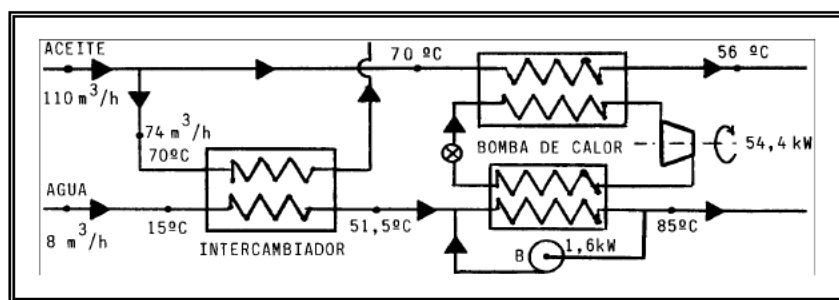 ACEITE
70 ºC
56 ºC
110 m³/h
74 m³/h
70ºC
BOMBA DE CALOR
54,4 kW
AGUA
8 m³/h
15ºC
51,5ºC
85ºC
INTERCAMBIADOR
B
1,6kW